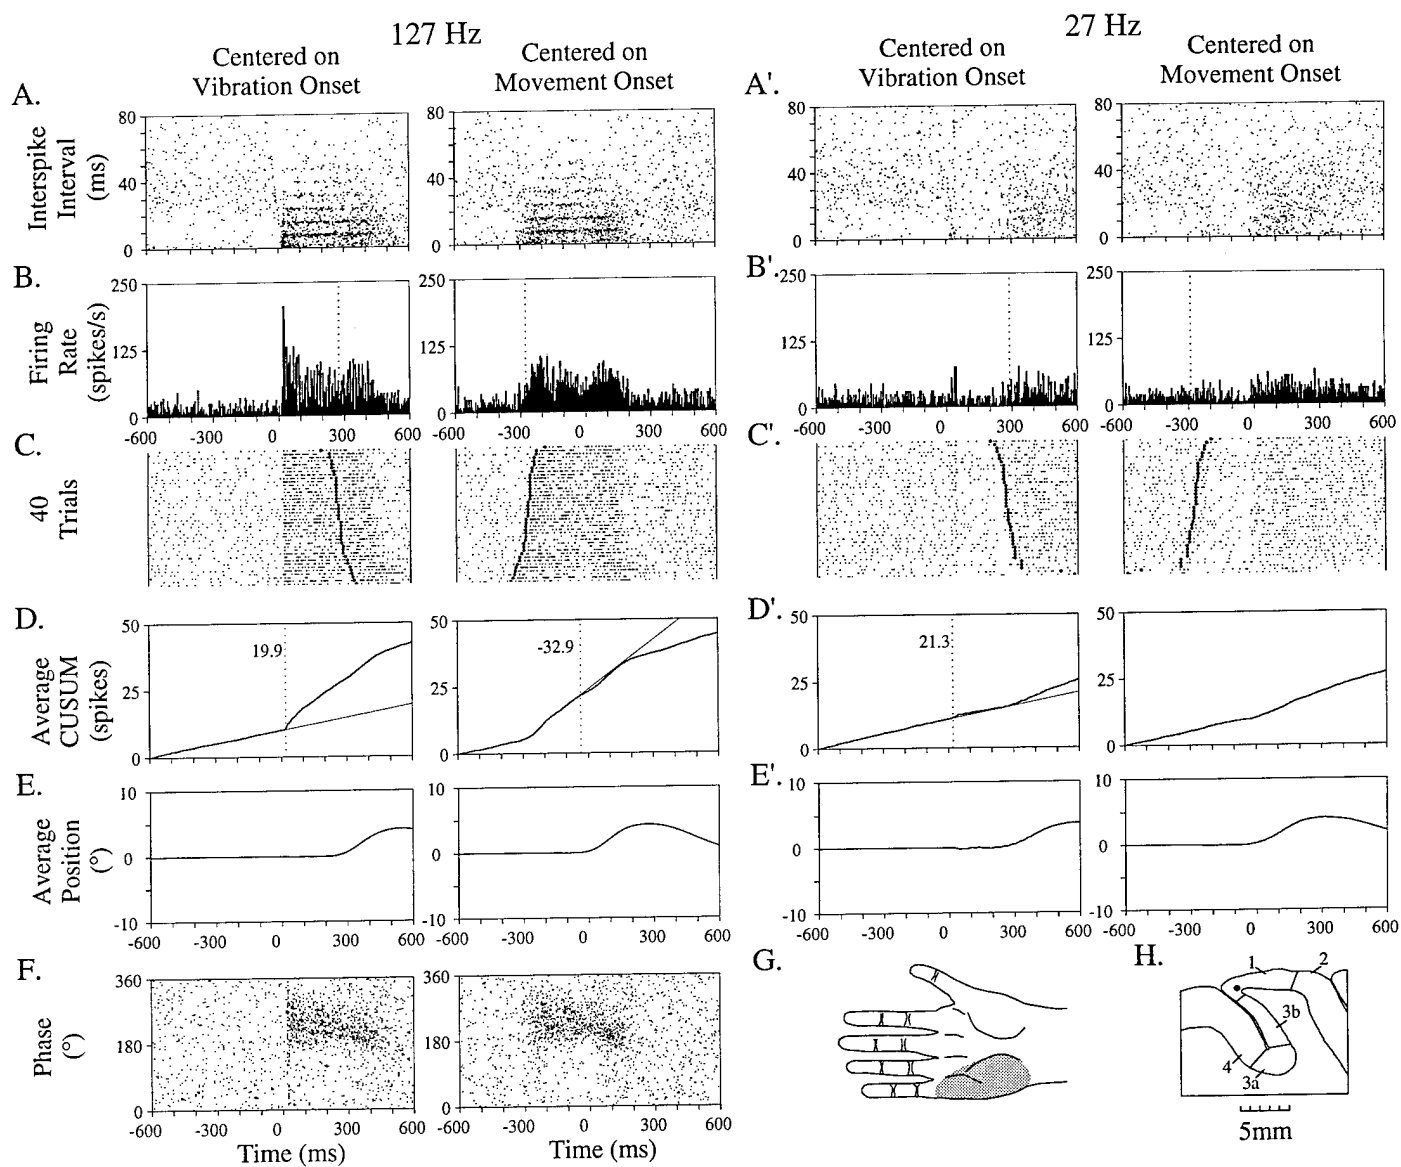 127 Hz
27 Hz
Centered on
Vibration Onset
Centered on
Movement Onset
Centered on
Vibration Onset
Centered on
Movement Onset
A.
Interspike
Interval
(ms)
80
40
0
80
40
0
A'.
80
40
0
80
40
0
B.
Firing
Rate
(spikes/s)
250
125
0
-600 -300 0 300 600
250
125
0
-600 -300 0 300 600
B'.
250
125
0
-600 -300 0 300 600
250
125
0
-600 -300 0 300 600
C.
40
Trials
C'.
D.
Average
CUSUM
(spikes)
50
25
0
19.9
50
25
0
-32.9
D'.
50
25
0
21.3
50
25
0
E.
Average
Position
(°)
10
0
-10
-600 -300 0 300 600
10
0
-10
-600 -300 0 300 600
E'.
10
0
-10
-600 -300 0 300 600
10
0
-10
-600 -300 0 300 600
F.
Phase
(°)
360
180
0
-600 -300 0 300 600
Time (ms)
360
180
0
-600 -300 0 300 600
Time (ms)
G.
H.
1
2
3b
4
3a
5mm